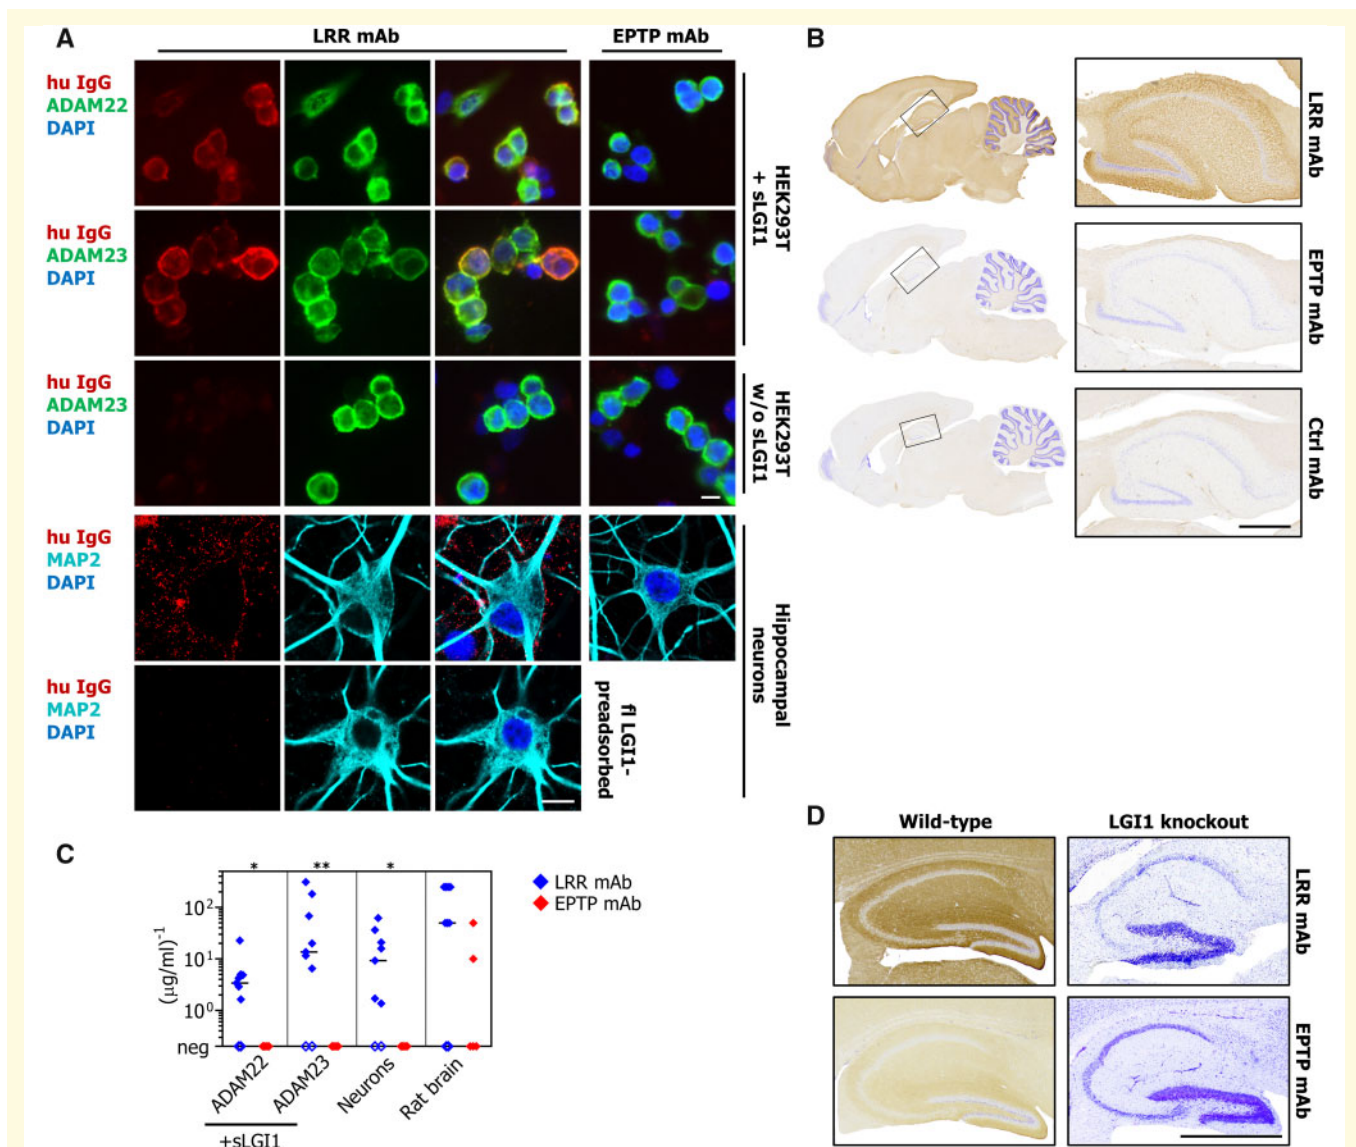 A
LRR mAb
EPTP mAb
hu IgG
ADAM22
DAPI
HEK293T
+ sLGI1
hu IgG
ADAM23
DAPI
hu IgG
ADAM23
DAPI
HEK293T
w/o sLGI1
hu IgG
MAP2
DAPI
Hippocampal
neurons
hu IgG
MAP2
DAPI
fl LGI1-
preadsorbed
B
LRR mAb
EPTP mAb
Ctrl mAb
C
* ** *
(µg/ml)⁻¹
10²
10¹
10⁰
neg
ADAM22
ADAM23
Neurons
Rat brain
+sLGI1
LRR mAb
EPTP mAb
D
Wild-type
LGI1 knockout
LRR mAb
EPTP mAb